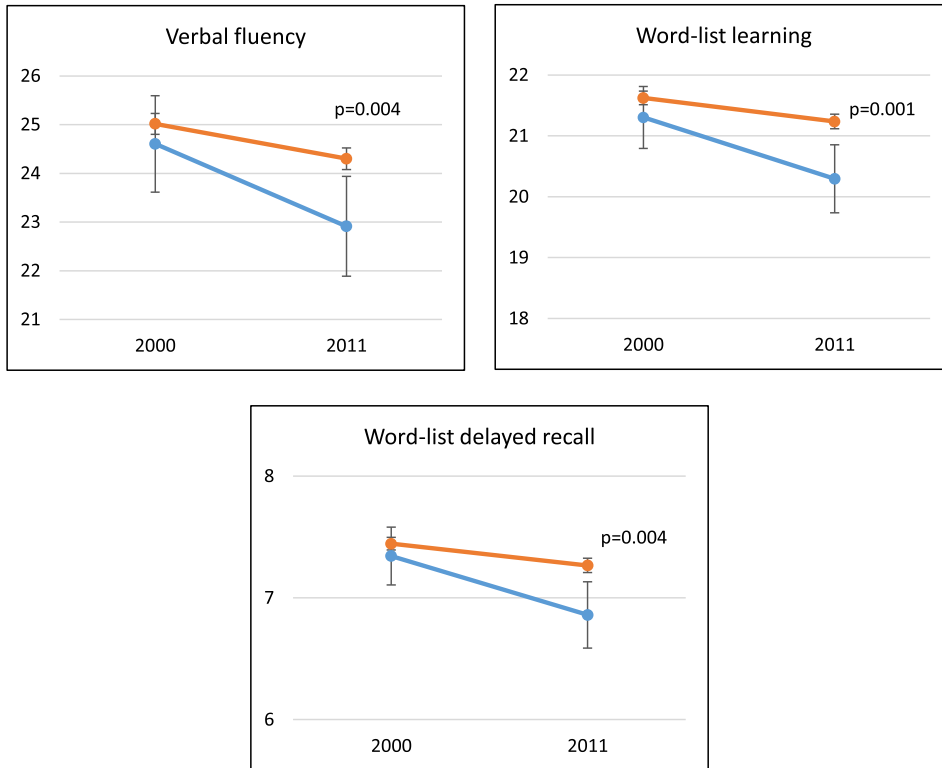 Verbal fluency
26
25
24
23
22
21
p=0.004
2000 2011
Word-list learning
22
21
20
19
18
p=0.001
2000 2011
Word-list delayed recall
8
7
6
p=0.004
2000 2011